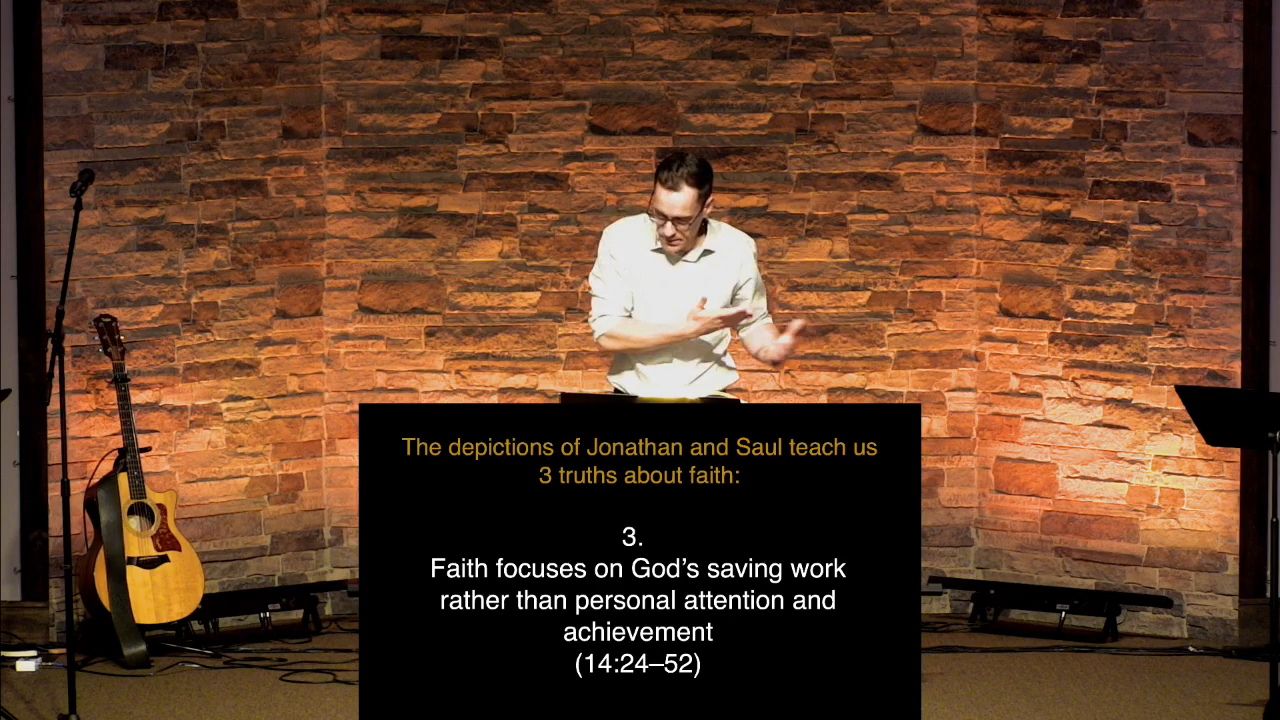 The depictions of Jonathan and Saul teach us
3 truths about faith:
3.
Faith focuses on God’s saving work
rather than personal attention and
achievement
(14:24–52)